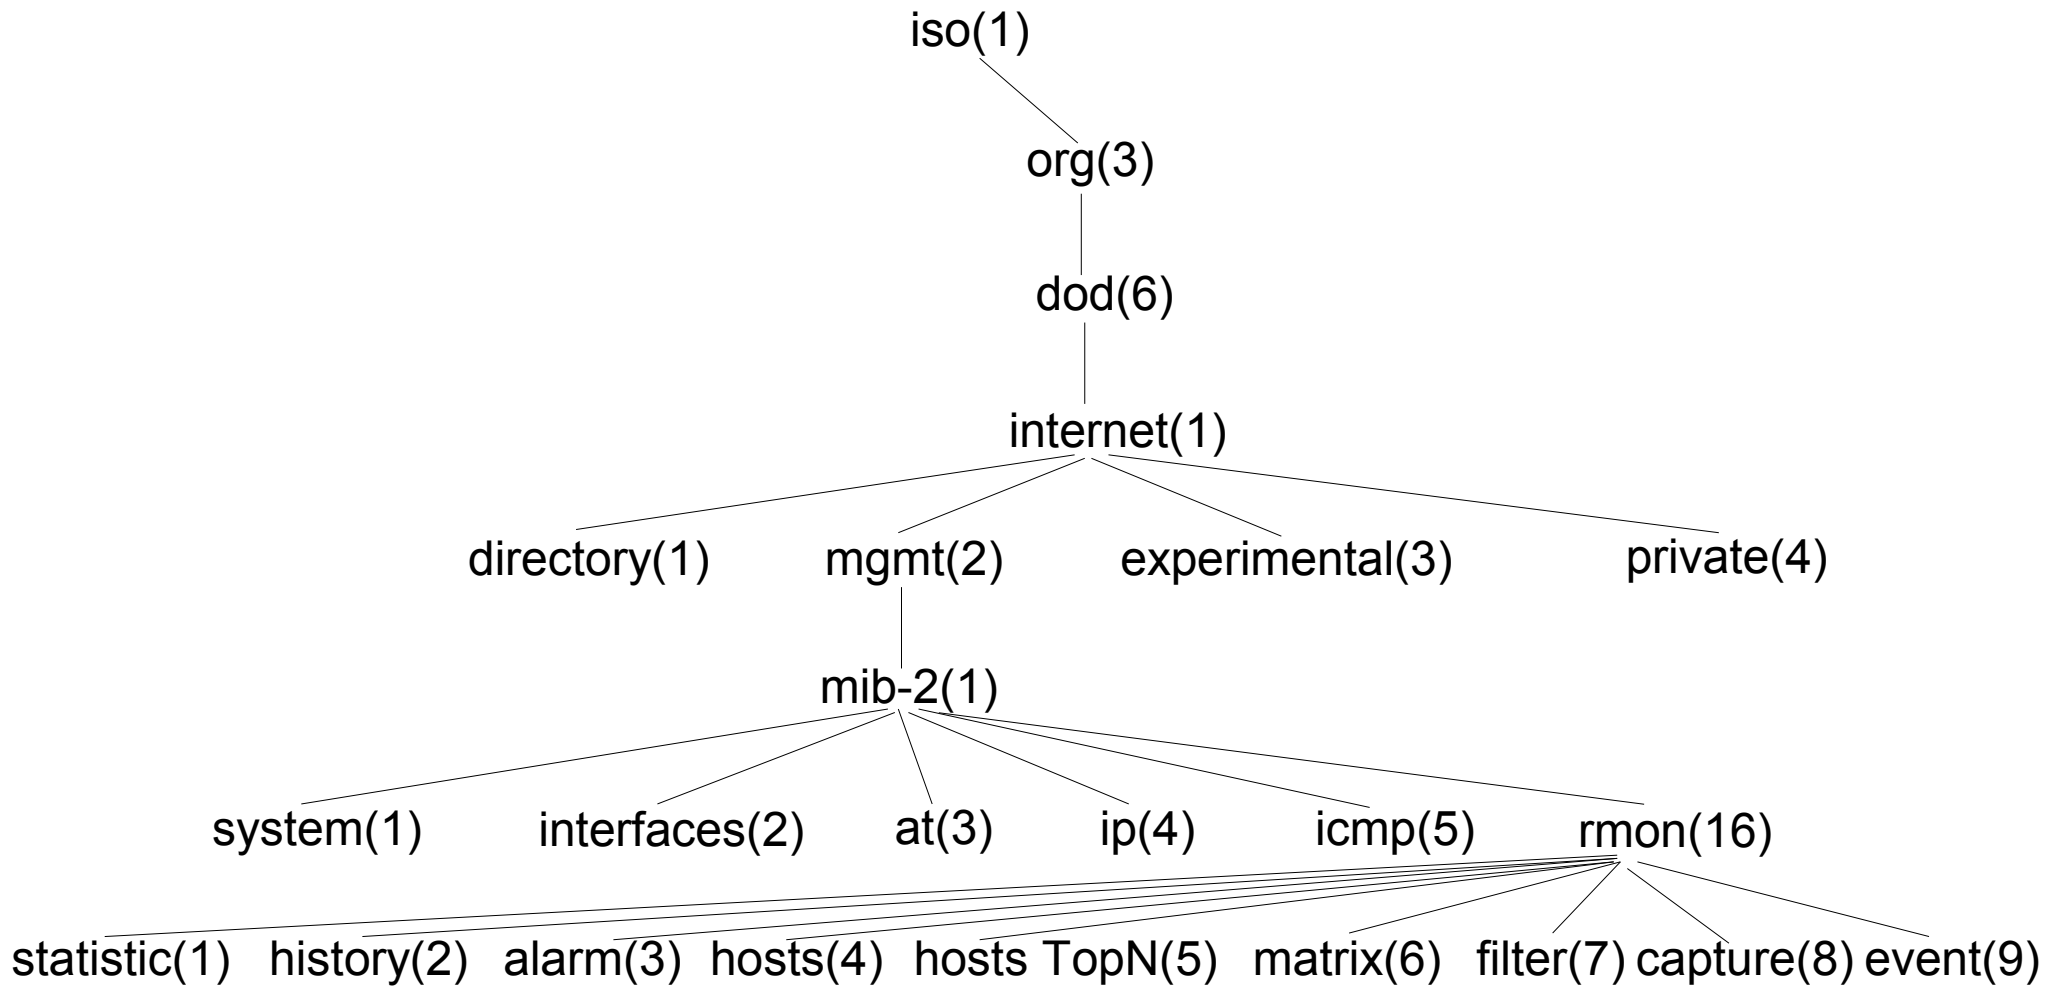 iso(1)
org(3)
dod(6)
internet(1)
directory(1) mgmt(2) experimental(3) private(4)
mib-2(1)
system(1) interfaces(2) at(3) ip(4) icmp(5) rmon(16)
statistic(1) history(2) alarm(3) hosts(4) hosts TopN(5) matrix(6) filter(7) capture(8) event(9)